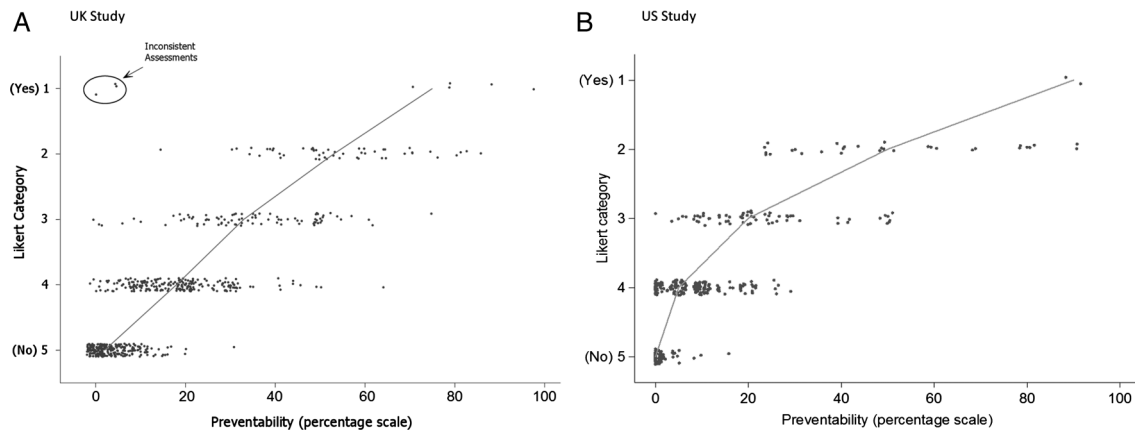 A
UK Study
Inconsistent
Assessments
(Yes) 1
2
3
4
(No) 5
Likert Category
0 20 40 60 80 100
Preventability (percentage scale)
B
US Study
(Yes) 1
2
3
4
(No) 5
Likert category
0 20 40 60 80 100
Preventability (percentage scale)